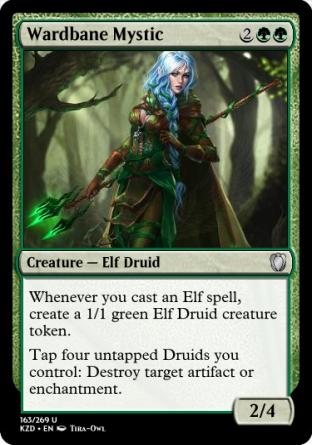 Wardbane Mystic 2
Creature — Elf Druid
Whenever you cast an Elf spell,
create a 1/1 green Elf Druid creature
token.
Tap four untapped Druids you
control: Destroy target artifact or
enchantment.
2/4
163/269 U
KZD • EN Tira-Owl